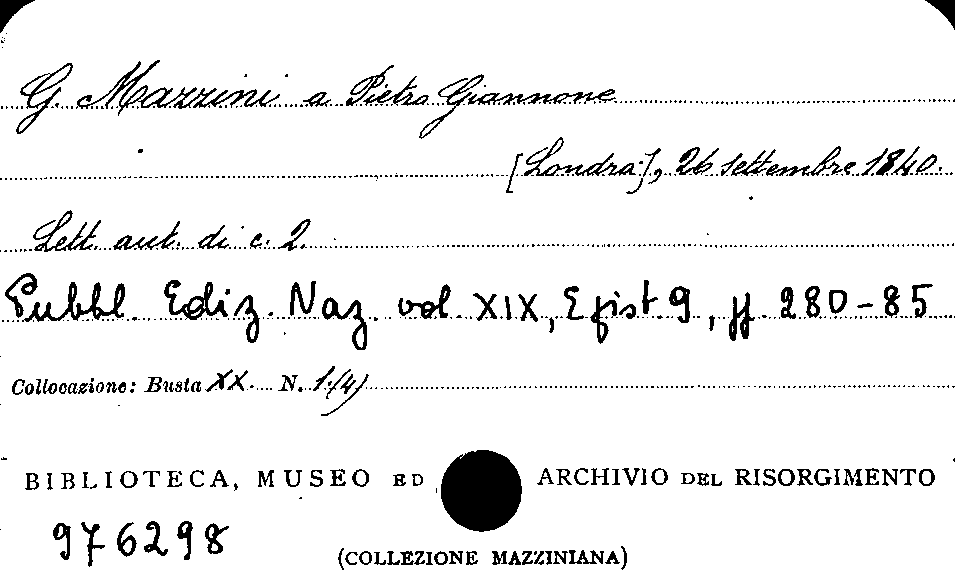 G. Mazzini a Pietro Giannone
[Londra], 26 settembre 1840.
Lett. aut. di c. 2.
Pubbl. Ediz. Naz. vol. XIX, Epist. 9, pp. 280-85
Collocazione: Busta XX N. 1(4)
BIBLIOTECA, MUSEO ED ARCHIVIO DEL RISORGIMENTO
976298
(COLLEZIONE MAZZINIANA)